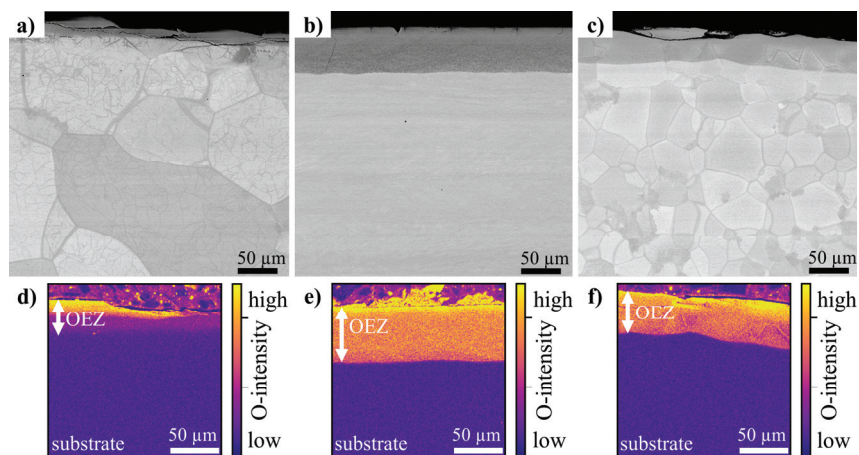 a)
50 µm
b)
50 µm
c)
50 µm
d)
OEZ
substrate
50 µm
high
O-intensity
low
e)
OEZ
substrate
50 µm
high
O-intensity
low
f)
OEZ
substrate
50 µm
high
O-intensity
low